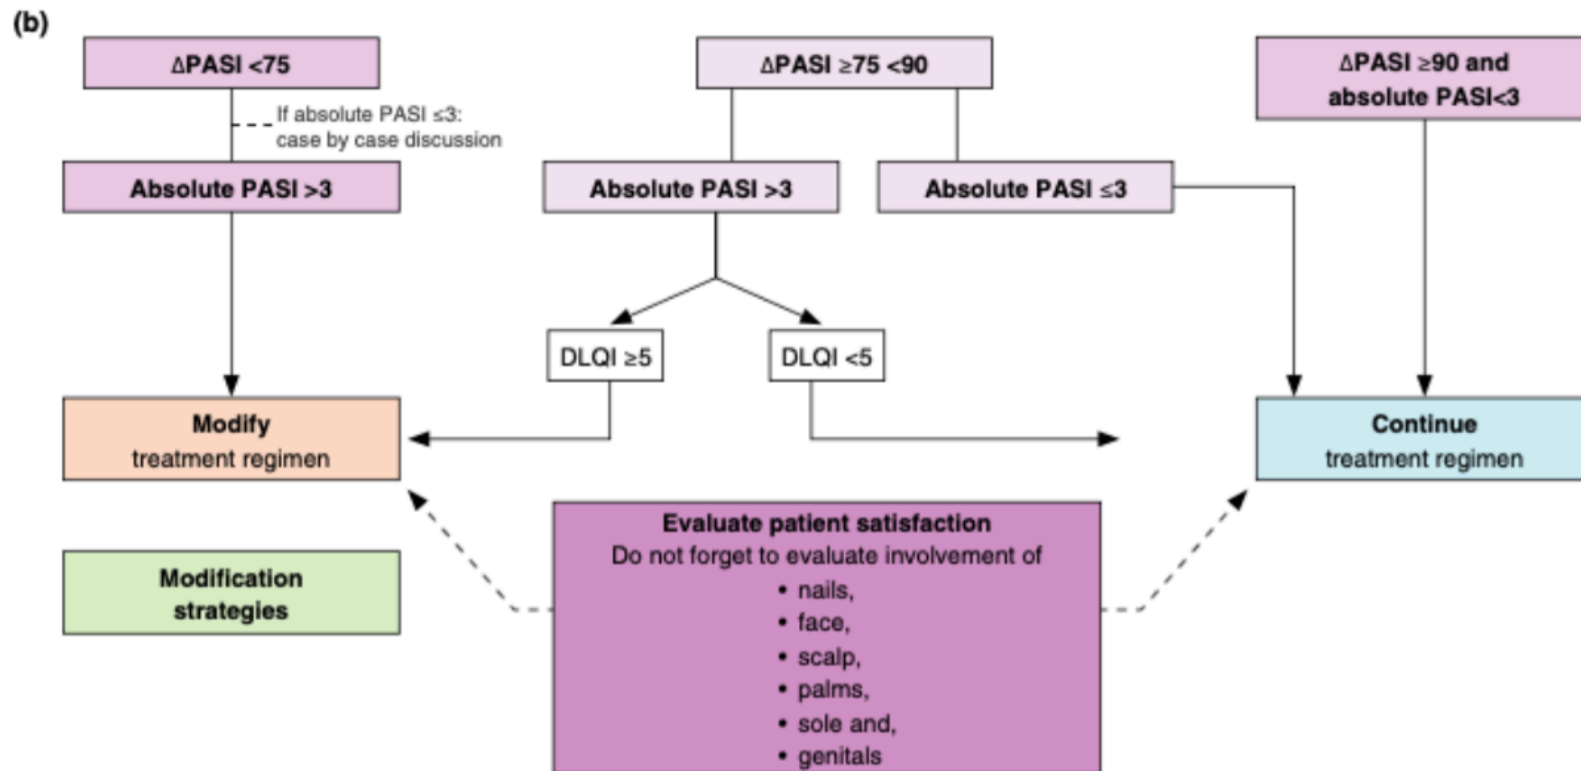 (b)
ΔPASI <75
If absolute PASI ≤3:
case by case discussion
Absolute PASI >3
ΔPASI ≥75 <90
Absolute PASI >3
Absolute PASI ≤3
ΔPASI ≥90 and
absolute PASI<3
DLQI ≥5
DLQI <5
Modify
treatment regimen
Continue
treatment regimen
Modification
strategies
Evaluate patient satisfaction
Do not forget to evaluate involvement of
• nails,
• face,
• scalp,
• palms,
• sole and,
• genitals